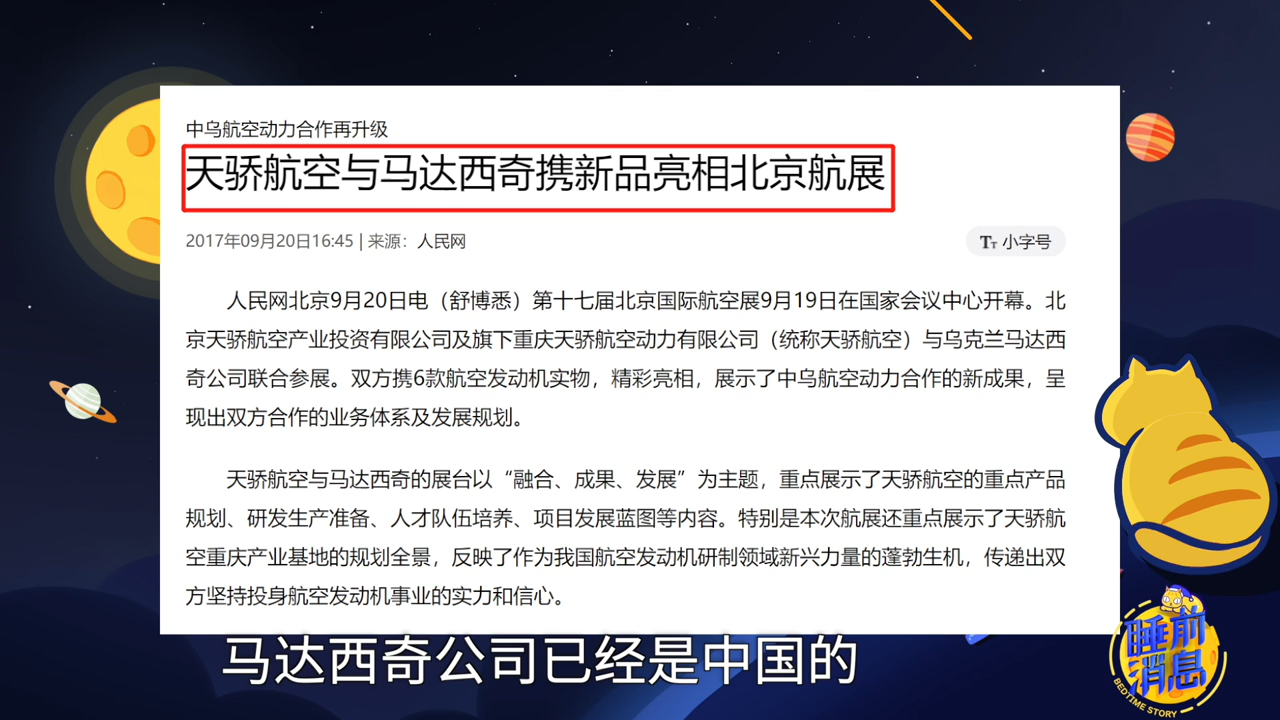 中乌航空动力合作再升级
天骄航空与马达西奇携新品亮相北京航展
2017年09月20日16:45 | 来源：人民网
TT 小字号
人民网北京9月20日电（舒博悉）第十七届北京国际航空展9月19日在国家会议中心开幕。北
京天骄航空产业投资有限公司及旗下重庆天骄航空动力有限公司（统称天骄航空）与乌克兰马达西
奇公司联合参展。双方携6款航空发动机实物，精彩亮相，展示了中乌航空动力合作的新成果，呈
现出双方合作的业务体系及发展规划。
天骄航空与马达西奇的展台以“融合、成果、发展”为主题，重点展示了天骄航空的重点产品
规划、研发生产准备、人才队伍培养、项目发展蓝图等内容。特别是本次航展还重点展示了天骄航
空重庆产业基地的规划全景，反映了作为我国航空发动机研制领域新兴力量的蓬勃生机，传递出双
方坚持投身航空发动机事业的实力和信心。
马达西奇公司已经是中国的
睡前
消息
BEDTIME STORY